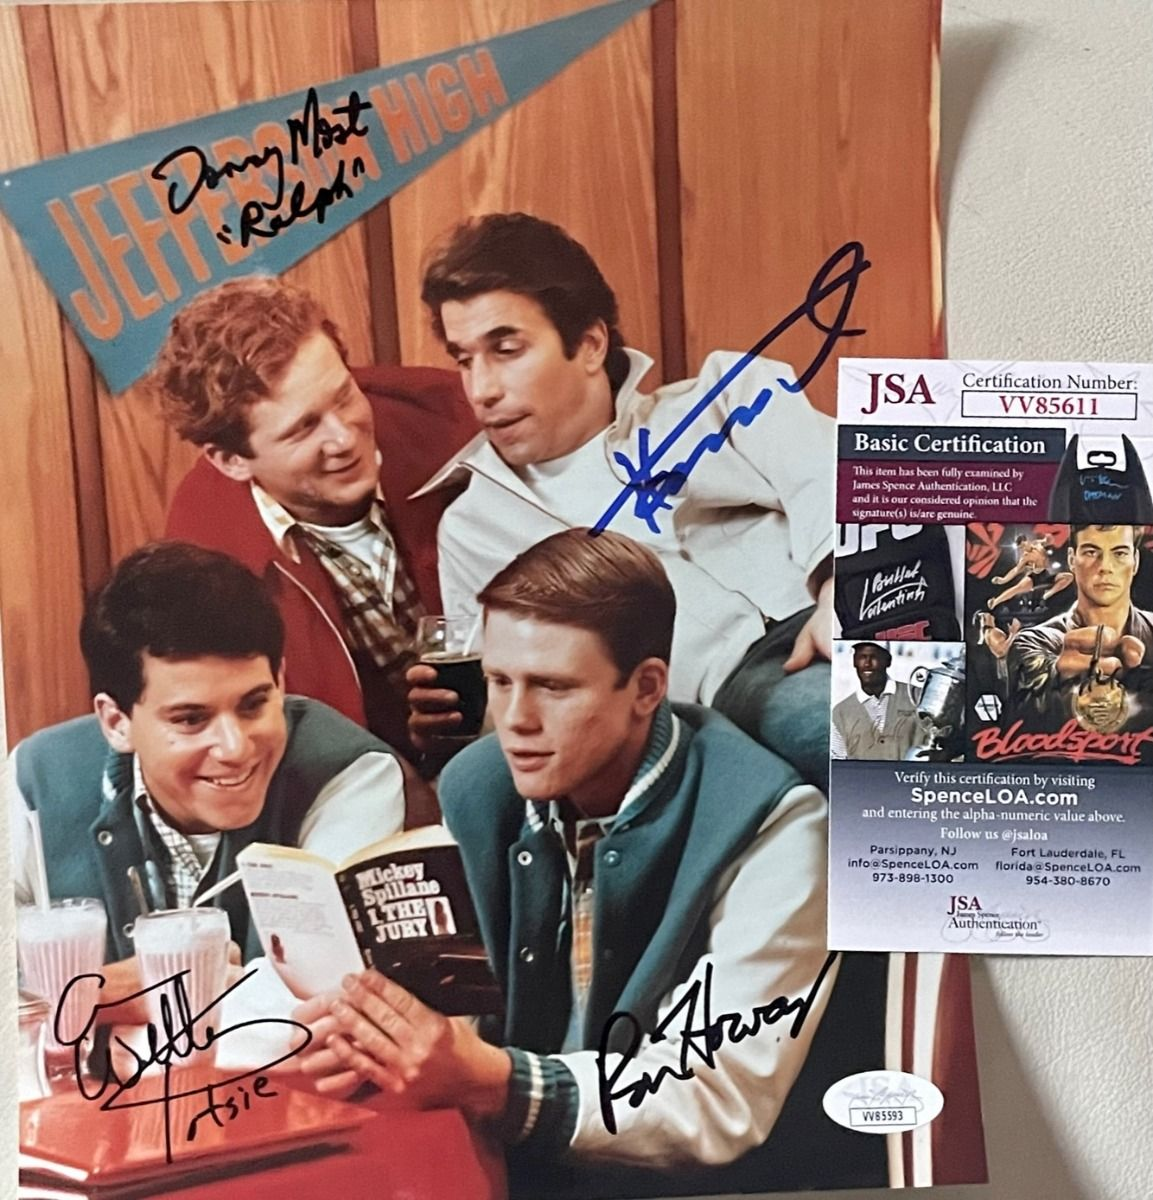 JEFFERSON HIGH
Danny Most
"Ralph"
Mickey
Spillane
I, THE
JURY
Ron Howard
Potsie
VV85593
JSA
Certification Number:
VV85611
Basic Certification
This item has been fully examined by
James Spence Authentication, LLC
and it is our considered opinion that the
signature(s) is/are genuine.
UFC
Bloodsport
Verify this certification by visiting
SpenceLOA.com
and entering the alpha-numeric value above.
Follow us @jsaloa
Parsippany, NJ
info@SpenceLOA.com
973-898-1300
Fort Lauderdale, FL
florida@SpenceLOA.com
954-380-8670
JSA
James Spence
Authentication